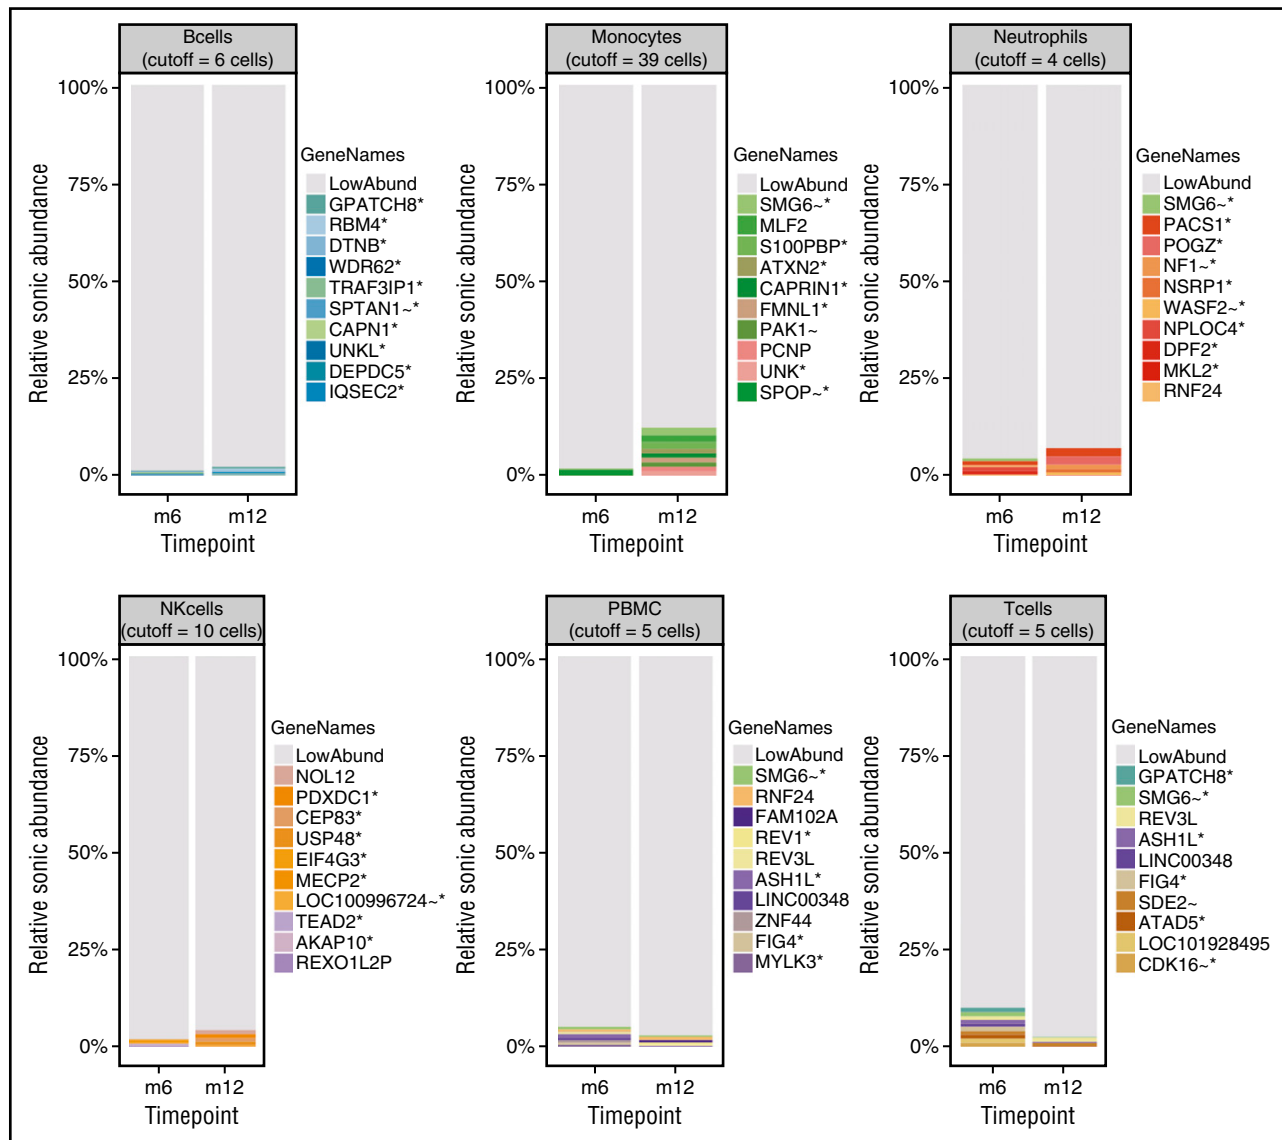 Bcells
(cutoff = 6 cells)
Relative sonic abundance
100%
75%
50%
25%
0%
m6 m12
Timepoint
GeneNames
LowAbund
GPATCH8*
RBM4*
DTNB*
WDR62*
TRAF3IP1*
SPTAN1~*
CAPN1*
UNKL*
DEPDC5*
IQSEC2*
Monocytes
(cutoff = 39 cells)
Relative sonic abundance
100%
75%
50%
25%
0%
m6 m12
Timepoint
GeneNames
LowAbund
SMG6~*
MLF2
S100PBP*
ATXN2*
CAPRIN1*
FMNL1*
PAK1~
PCNP
UNK*
SPOP~*
Neutrophils
(cutoff = 4 cells)
Relative sonic abundance
100%
75%
50%
25%
0%
m6 m12
Timepoint
GeneNames
LowAbund
SMG6~*
PACS1*
POGZ*
NF1~*
NSRP1*
WASF2~*
NPLOC4*
DPF2*
MKL2*
RNF24
NKcells
(cutoff = 10 cells)
Relative sonic abundance
100%
75%
50%
25%
0%
m6 m12
Timepoint
GeneNames
LowAbund
NOL12
PDXDC1*
CEP83*
USP48*
EIF4G3*
MECP2*
LOC100996724~*
TEAD2*
AKAP10*
REXO1L2P
PBMC
(cutoff = 5 cells)
Relative sonic abundance
100%
75%
50%
25%
0%
m6 m12
Timepoint
GeneNames
LowAbund
SMG6~*
RNF24
FAM102A
REV1*
REV3L
ASH1L*
LINC00348
ZNF44
FIG4*
MYLK3*
Tcells
(cutoff = 5 cells)
Relative sonic abundance
100%
75%
50%
25%
0%
m6 m12
Timepoint
GeneNames
LowAbund
GPATCH8*
SMG6~*
REV3L
ASH1L*
LINC00348
FIG4*
SDE2~
ATAD5*
LOC101928495
CDK16~*